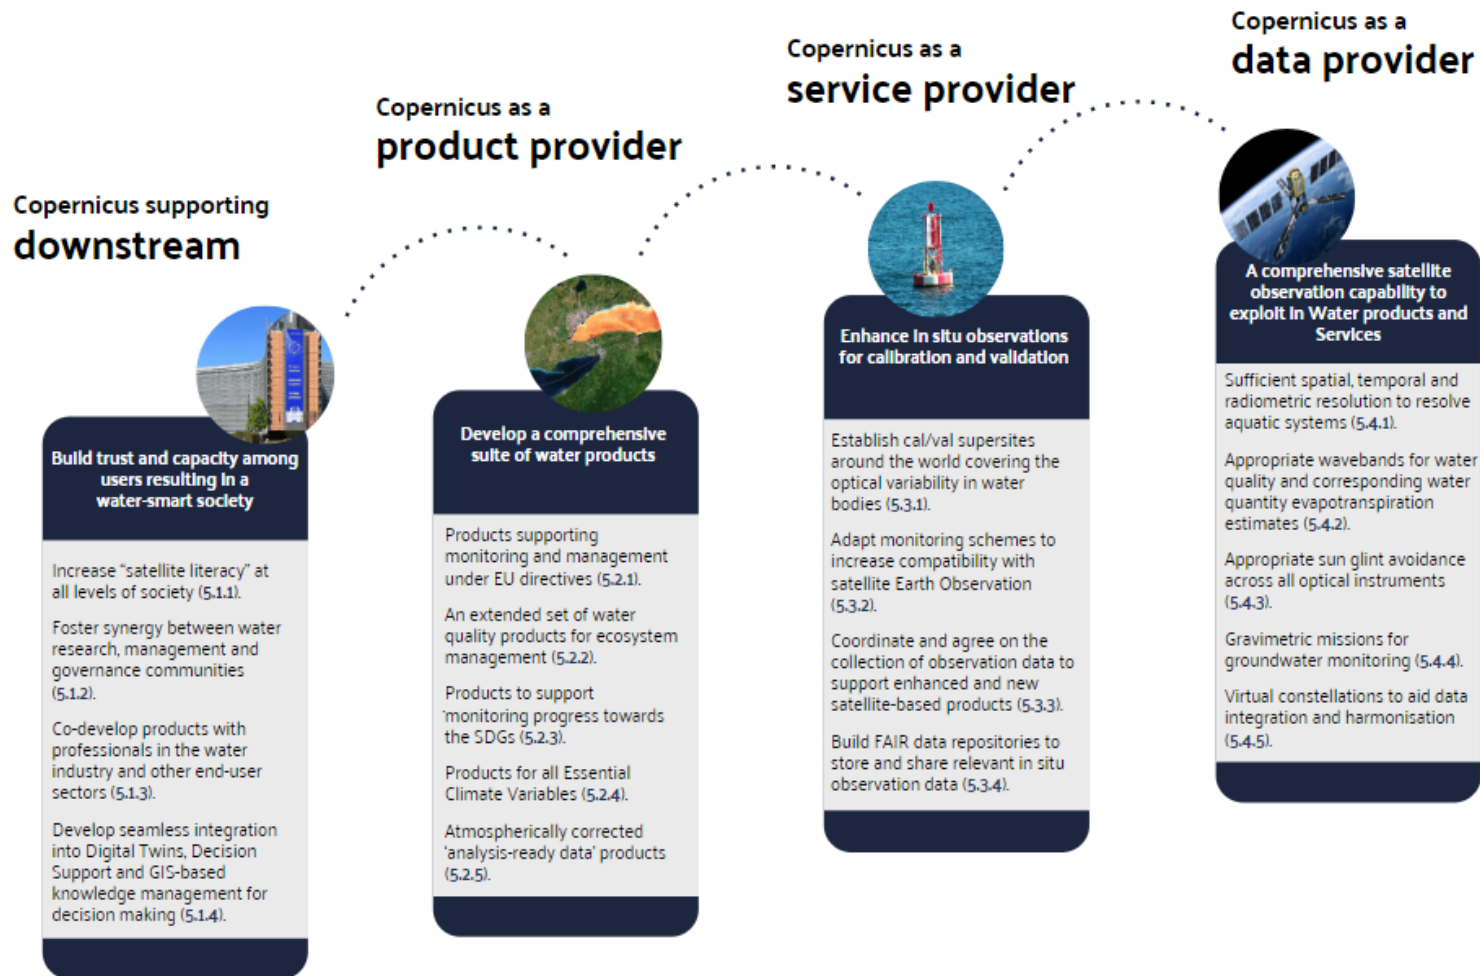 Copernicus supporting
downstream
Build trust and capacity among
users resulting in a
water-smart society
Increase “satellite literacy” at
all levels of society (5.1.1).
Foster synergy between water
research, management and
governance communities
(5.1.2).
Co-develop products with
professionals in the water
industry and other end-user
sectors (5.1.3).
Develop seamless integration
into Digital Twins, Decision
Support and GIS-based
knowledge management for
decision making (5.1.4).
Copernicus as a
product provider
Develop a comprehensive
suite of water products
Products supporting
monitoring and management
under EU directives (5.2.1).
An extended set of water
quality products for ecosystem
management (5.2.2).
Products to support
monitoring progress towards
the SDGs (5.2.3).
Products for all Essential
Climate Variables (5.2.4).
Atmospherically corrected
‘analysis-ready data’ products
(5.2.5).
Copernicus as a
service provider
Enhance in situ observations
for calibration and validation
Establish cal/val supersites
around the world covering the
optical variability in water
bodies (5.3.1).
Adapt monitoring schemes to
increase compatibility with
satellite Earth Observation
(5.3.2).
Coordinate and agree on the
collection of observation data to
support enhanced and new
satellite-based products (5.3.3).
Build FAIR data repositories to
store and share relevant in situ
observation data (5.3.4).
Copernicus as a
data provider
A comprehensive satellite
observation capability to
exploit in Water products and
Services
Sufficient spatial, temporal and
radiometric resolution to resolve
aquatic systems (5.4.1).
Appropriate wavebands for water
quality and corresponding water
quantity evapotranspiration
estimates (5.4.2).
Appropriate sun glint avoidance
across all optical instruments
(5.4.3).
Gravimetric missions for
groundwater monitoring (5.4.4).
Virtual constellations to aid data
integration and harmonisation
(5.4.5).